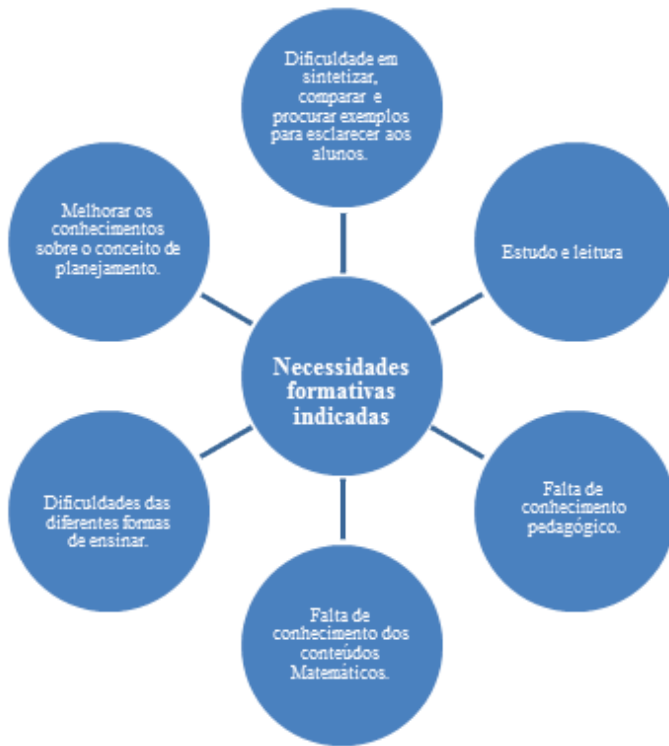 Dificuldade em
sintetizar,
comparar e
procurar exemplos
para esclarecer aos
alunos.
Melhorar os
conhecimentos
sobre o conceito de
planejamento.
Estudo e leitura
Necessidades
formativas
indicadas
Dificuldades das
diferentes formas
de ensinar.
Falta de
conhecimento
pedagógico.
Falta de
conhecimento dos
conteúdos
Matemáticos.